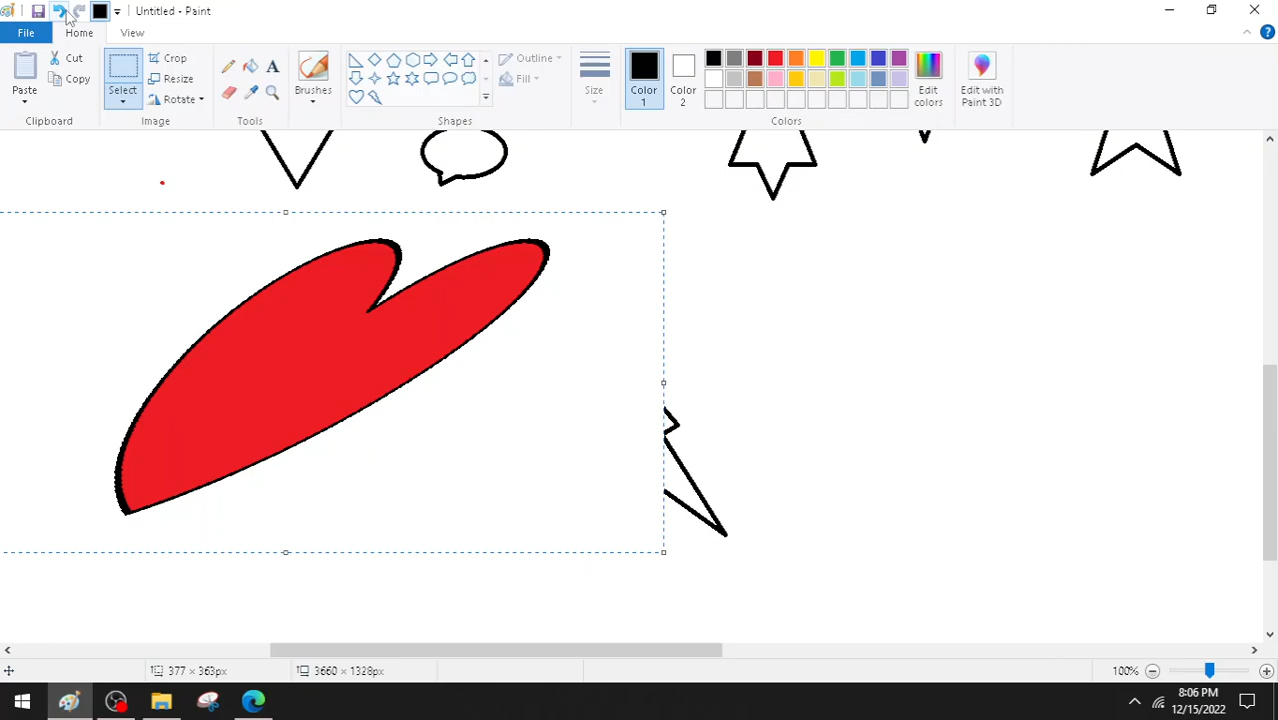 Untitled - Paint
File Home View
Paste
Cut
Copy
Clipboard
Select
Crop
Resize
Rotate
Image
A
Tools
Brushes
Outline
Fill
Shapes
Size
Color 1
Color 2
Edit colors
Colors
Edit with Paint 3D
377 × 363px
3660 × 1328px
100%
8:06 PM
12/15/2022